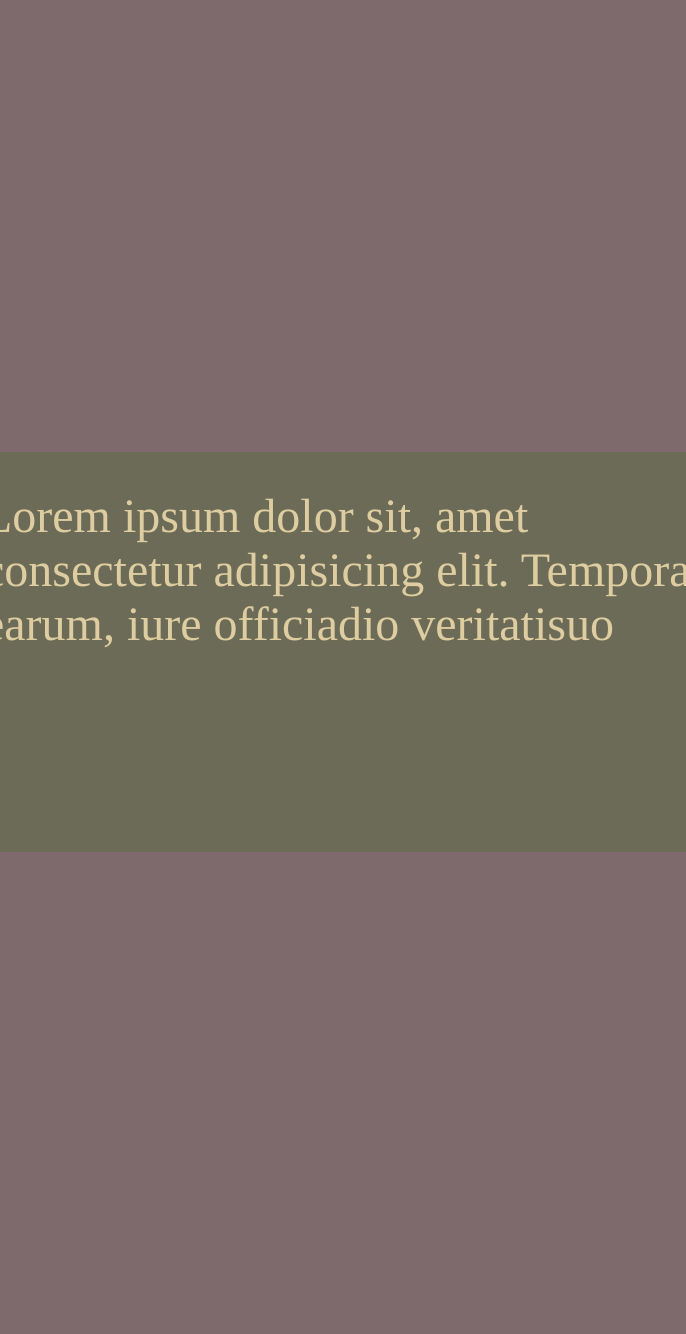 Lorem ipsum dolor sit, amet
consectetur adipisicing elit. Tempora
earum, iure officiadio veritatisuo